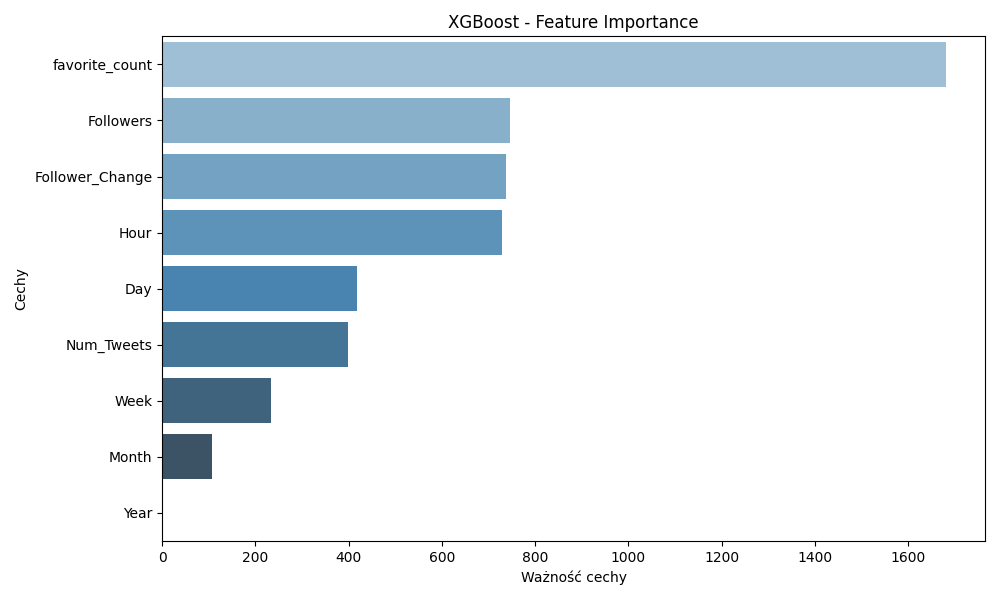 XGBoost - Feature Importance
Cechy
favorite_count
Followers
Follower_Change
Hour
Day
Num_Tweets
Week
Month
Year
0 200 400 600 800 1000 1200 1400 1600
Ważność cechy